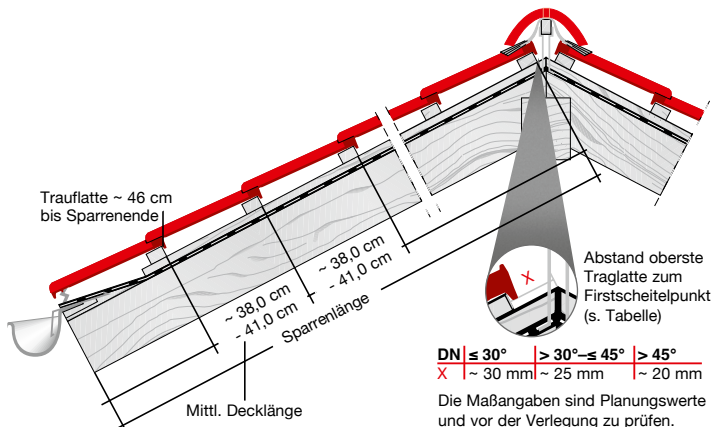 Trauflatte ~ 46 cm
bis Sparrenende
~ 38,0 cm
- 41,0 cm
~ 38,0 cm
- 41,0 cm
Sparrenlänge
Mittl. Decklänge
X
Abstand oberste
Traglatte zum
Firstscheitelpunkt
(s. Tabelle)
DN ≤ 30° > 30°–≤ 45° > 45°
X ~ 30 mm ~ 25 mm ~ 20 mm
Die Maßangaben sind Planungswerte
und vor der Verlegung zu prüfen.